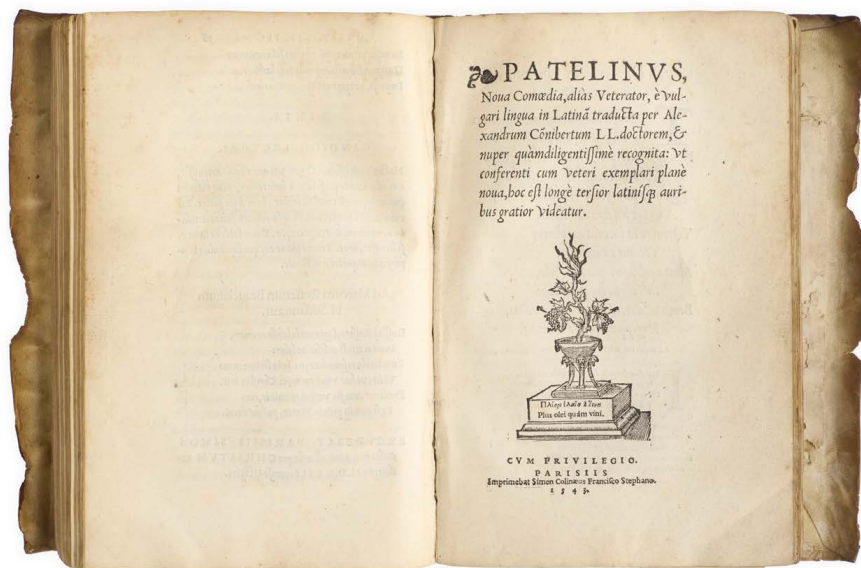 PATELINVS,
Noua Comœdia, aliàs Veterator, è vul-
gari lingua in Latinã traducta per Ale-
xandrum Cõnibertum LL. doctorem, &
nuper quàmdiligentissimè recognita: vt
conferenti cum veteri exemplari planè
noua, hoc est longè tersior latinisq; auri-
bus gratior videatur.
Plus olei quàm vini.
CVM PRIVILEGIO.
PARISIIS
Imprimebat Simon Colinæus Francisco Stephano.
1543.